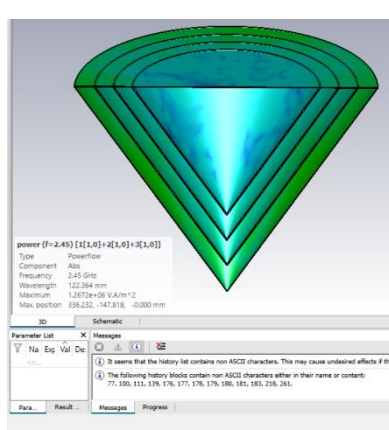 power (f=2.45) [1[1,0]+2[1,0]+3[1,0]]
Type Powerflow
Component Abs
Frequency 2.45 GHz
Wavelength 122.364 mm
Maximum 1.2672e+06 V.A/m^2
Max. position 336.232, -147.818, -0.000 mm
3D Schematic
Parameter List X Messages
Na Exp Val De
It seems that the history list contains non ASCII characters. This may cause undesired effects if th
The following history blocks contain non ASCII characters either in their name or content:
77, 100, 111, 139, 176, 177, 178, 179, 180, 181, 183, 218, 261.
Para... Result ... Messages Progress